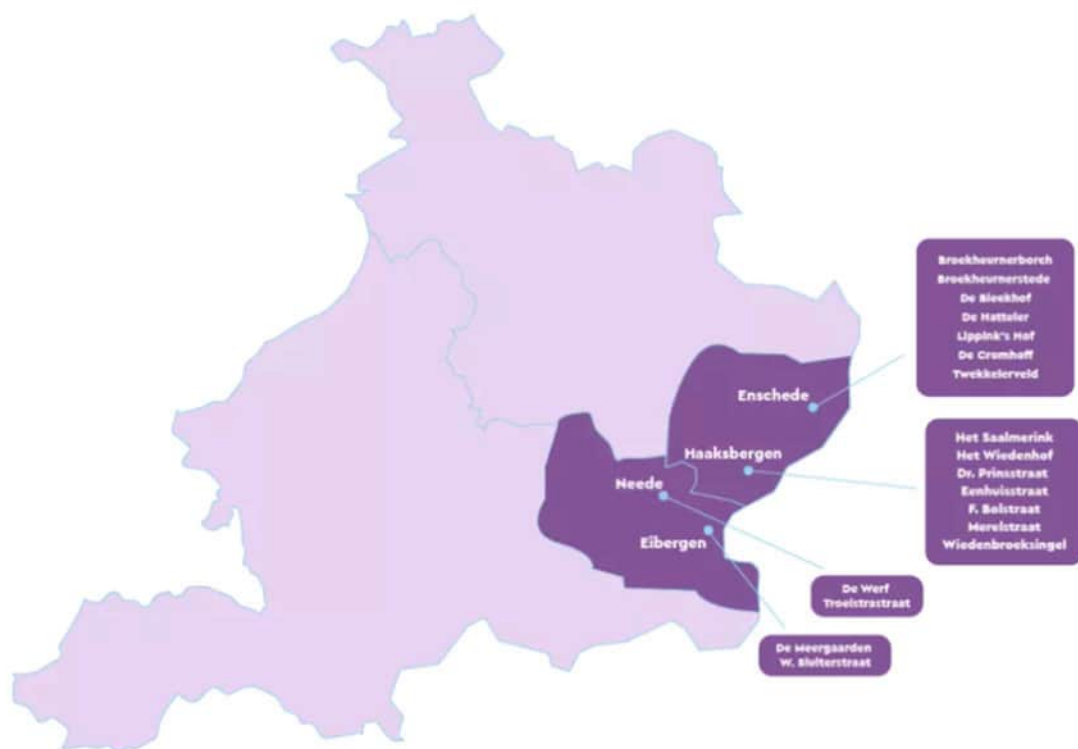 Broekheurnerborch
Broekheurnerstede
De Bleekhof
De Hatteler
Lippink's Hof
De Cromhoff
Twekkelerveld
Enschede
Haaksbergen
Het Saalmerink
Het Wiedenhof
Dr. Prinsstraat
Eenhuisstraat
F. Bolstraat
Merelstraat
Wiedenbroeksingel
Neede
Eibergen
De Werf
Troelstrastraat
De Meergaarden
W. Sluiterstraat